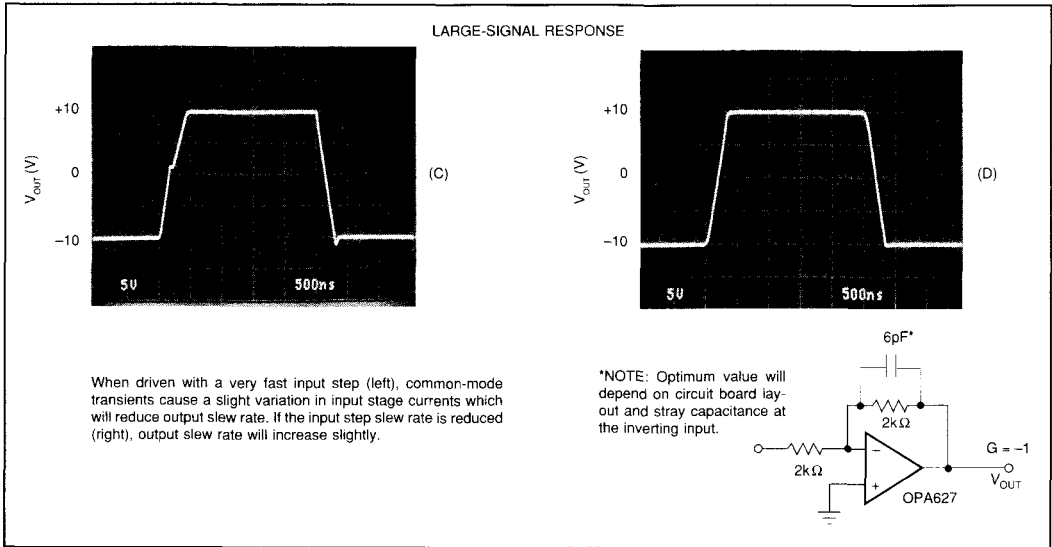 LARGE-SIGNAL RESPONSE
+10
0
−10
V_OUT (V)
5V 500ns
(C)
+10
0
−10
V_OUT (V)
5V 500ns
(D)
When driven with a very fast input step (left), common-mode
transients cause a slight variation in input stage currents which
will reduce output slew rate. If the input step slew rate is reduced
(right), output slew rate will increase slightly.
*NOTE: Optimum value will
depend on circuit board lay-
out and stray capacitance at
the inverting input.
6pF*
2kΩ
2kΩ
−
+
G = −1
V_OUT
OPA627